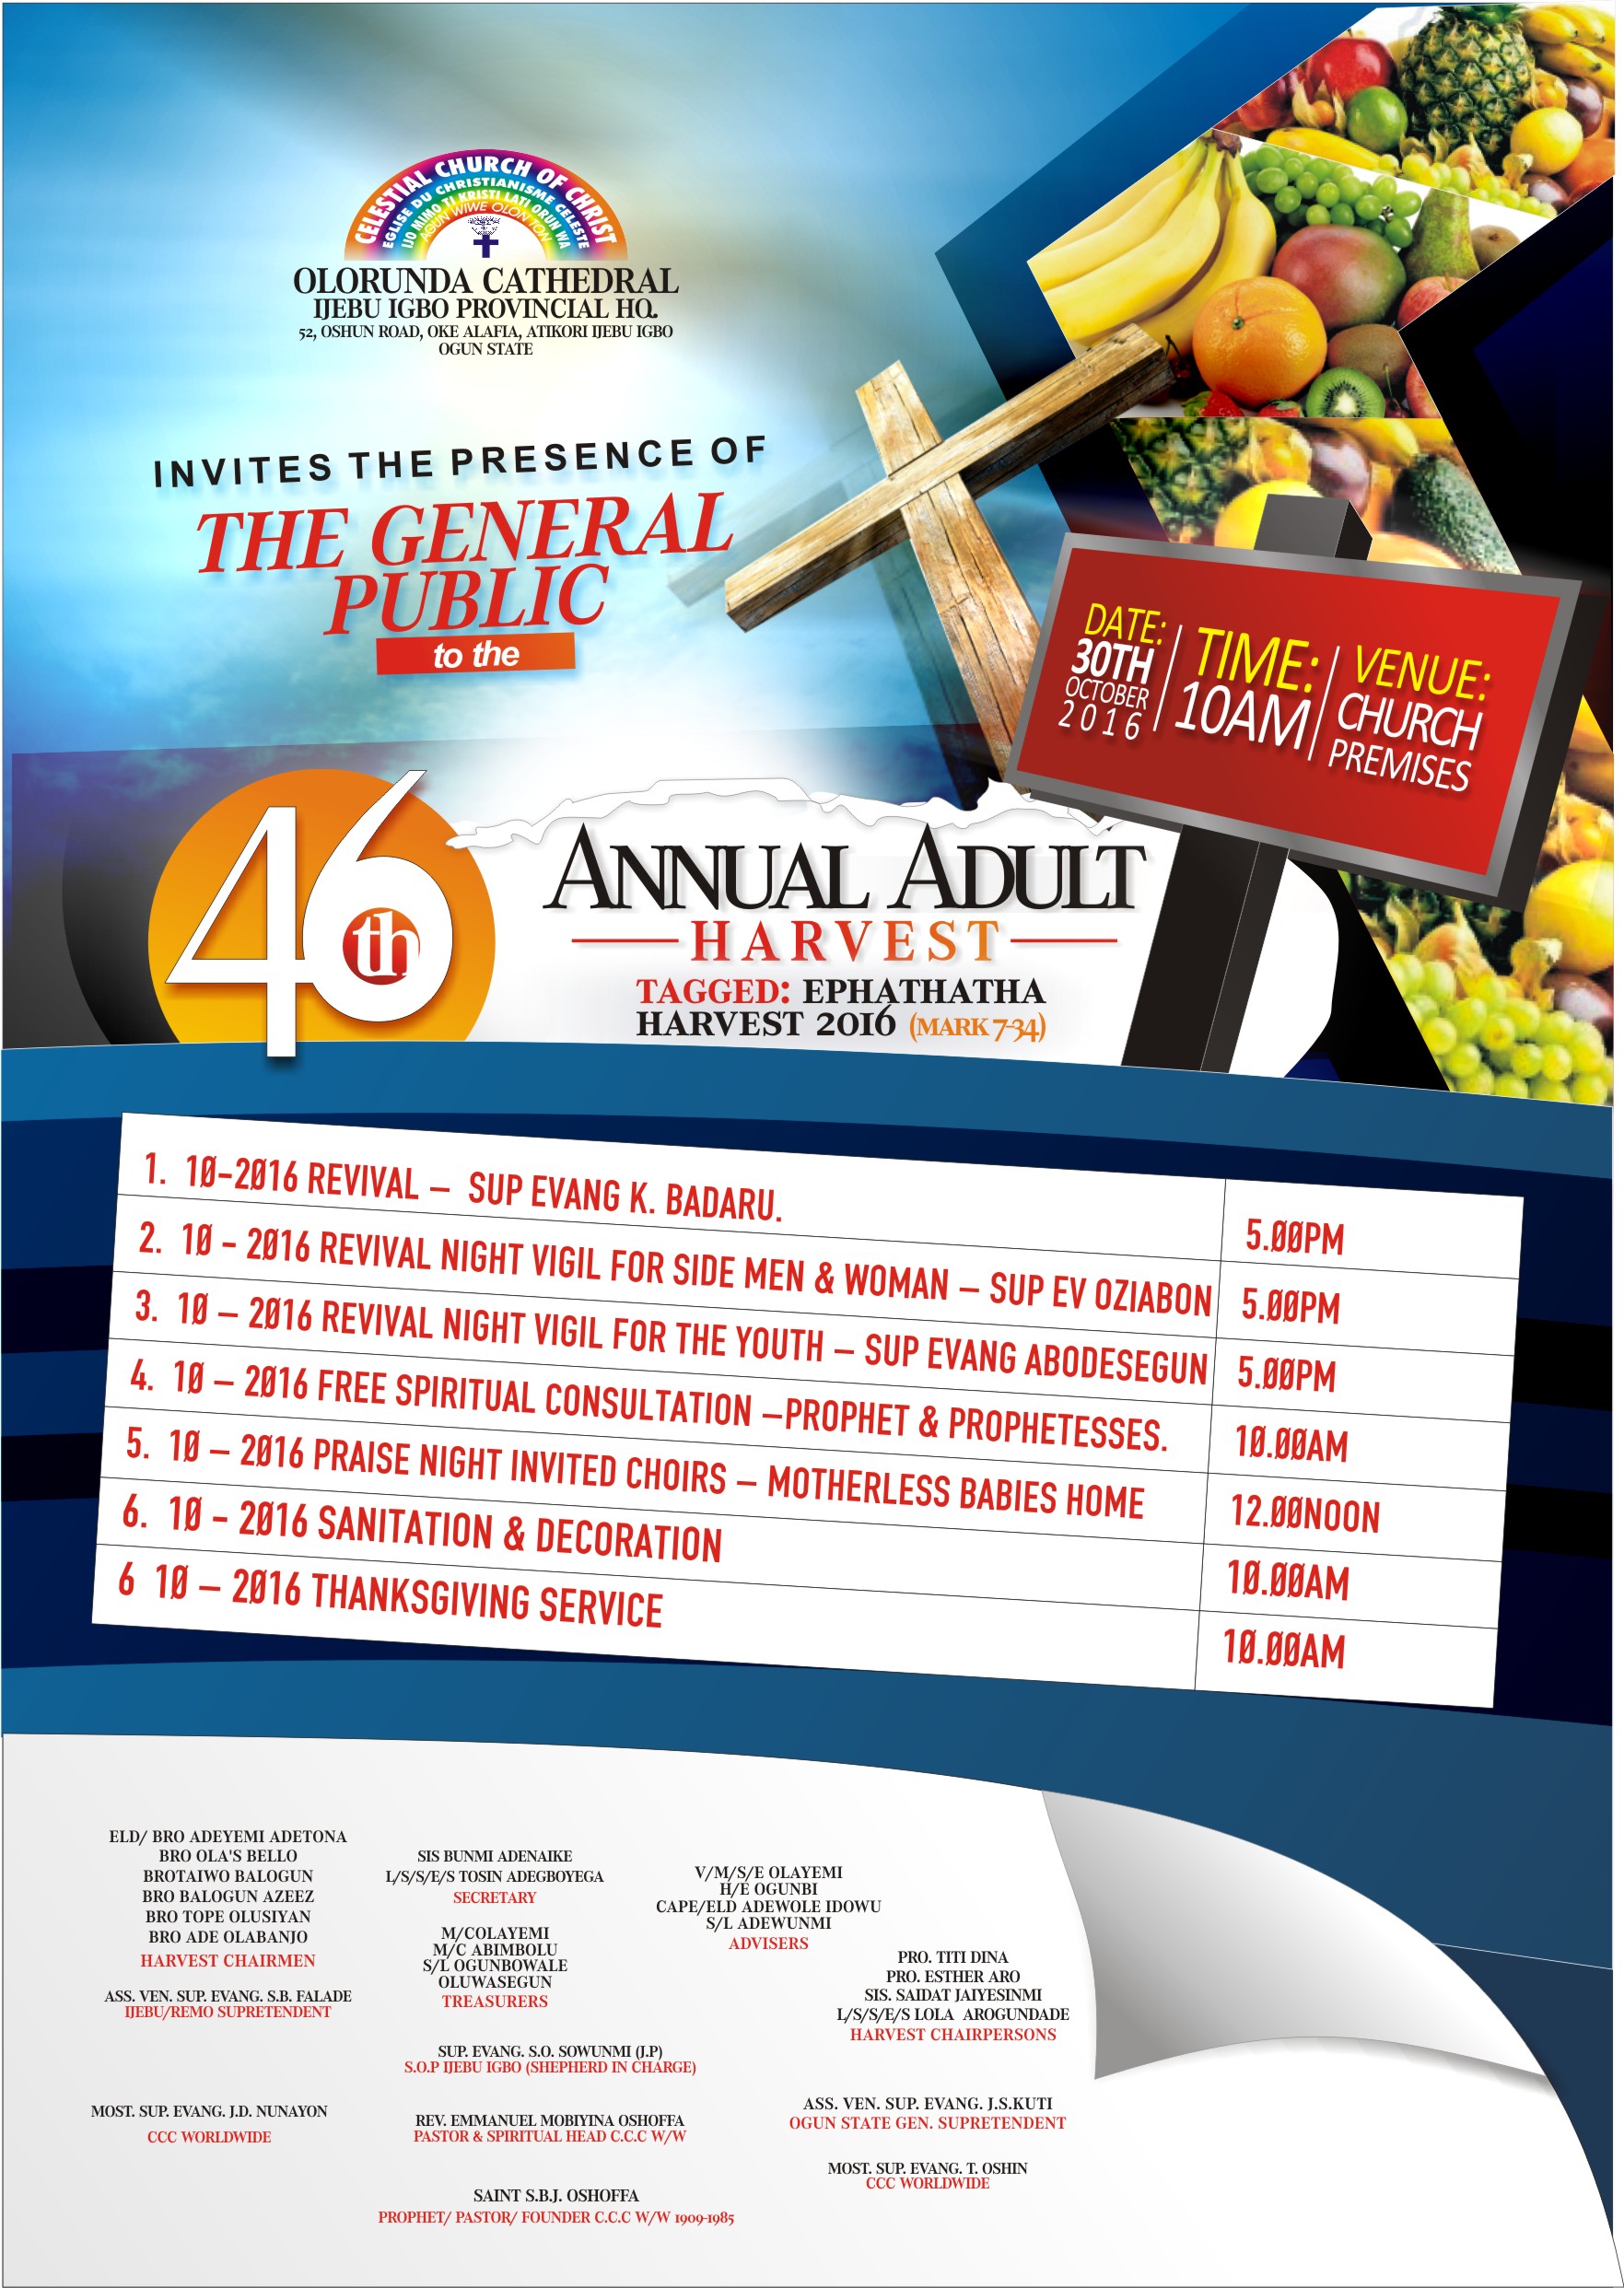 CELESTIAL CHURCH OF CHRIST
EGLISE DU CHRISTIANISME CELESTE
IJO MIMO TI KRISTI LATI ORUN WA
AGUN WIWE OLON TON
OLORUNDA CATHEDRAL
IJEBU IGBO PROVINCIAL HQ.
52, OSHUN ROAD, OKE ALAFIA, ATIKORI IJEBU IGBO
OGUN STATE
INVITES THE PRESENCE OF
THE GENERAL
PUBLIC
to the
DATE:
30TH
OCTOBER
2016
TIME:
10AM
VENUE:
CHURCH
PREMISES
46th
ANNUAL ADULT
HARVEST
TAGGED: EPHATHATHA
HARVEST 2016 (MARK 7-34)
1. 10-2016 REVIVAL – SUP EVANG K. BADARU. 5.00PM
2. 10 - 2016 REVIVAL NIGHT VIGIL FOR SIDE MEN & WOMAN – SUP EV OZIABON 5.00PM
3. 10 – 2016 REVIVAL NIGHT VIGIL FOR THE YOUTH – SUP EVANG ABODESEGUN 5.00PM
4. 10 – 2016 FREE SPIRITUAL CONSULTATION –PROPHET & PROPHETESSES. 10.00AM
5. 10 – 2016 PRAISE NIGHT INVITED CHOIRS – MOTHERLESS BABIES HOME 12.00NOON
6. 10 - 2016 SANITATION & DECORATION 10.00AM
6 10 – 2016 THANKSGIVING SERVICE 10.00AM
ELD/ BRO ADEYEMI ADETONA
BRO OLA'S BELLO
BROTAIWO BALOGUN
BRO BALOGUN AZEEZ
BRO TOPE OLUSIYAN
BRO ADE OLABANJO
HARVEST CHAIRMEN
ASS. VEN. SUP. EVANG. S.B. FALADE
IJEBU/REMO SUPRETENDENT
SIS BUNMI ADENAIKE
L/S/S/E/S TOSIN ADEGBOYEGA
SECRETARY
M/COLAYEMI
M/C ABIMBOLU
S/L OGUNBOWALE
OLUWASEGUN
TREASURERS
V/M/S/E OLAYEMI
H/E OGUNBI
CAPE/ELD ADEWOLE IDOWU
S/L ADEWUNMI
ADVISERS
PRO. TITI DINA
PRO. ESTHER ARO
SIS. SAIDAT JAIYESINMI
L/S/S/E/S LOLA AROGUNDADE
HARVEST CHAIRPERSONS
SUP. EVANG. S.O. SOWUNMI (J.P)
S.O.P IJEBU IGBO (SHEPHERD IN CHARGE)
MOST. SUP. EVANG. J.D. NUNAYON
CCC WORLDWIDE
REV. EMMANUEL MOBIYINA OSHOFFA
PASTOR & SPIRITUAL HEAD C.C.C W/W
ASS. VEN. SUP. EVANG. J.S.KUTI
OGUN STATE GEN. SUPRETENDENT
MOST. SUP. EVANG. T. OSHIN
CCC WORLDWIDE
SAINT S.B.J. OSHOFFA
PROPHET/ PASTOR/ FOUNDER C.C.C W/W 1909-1985